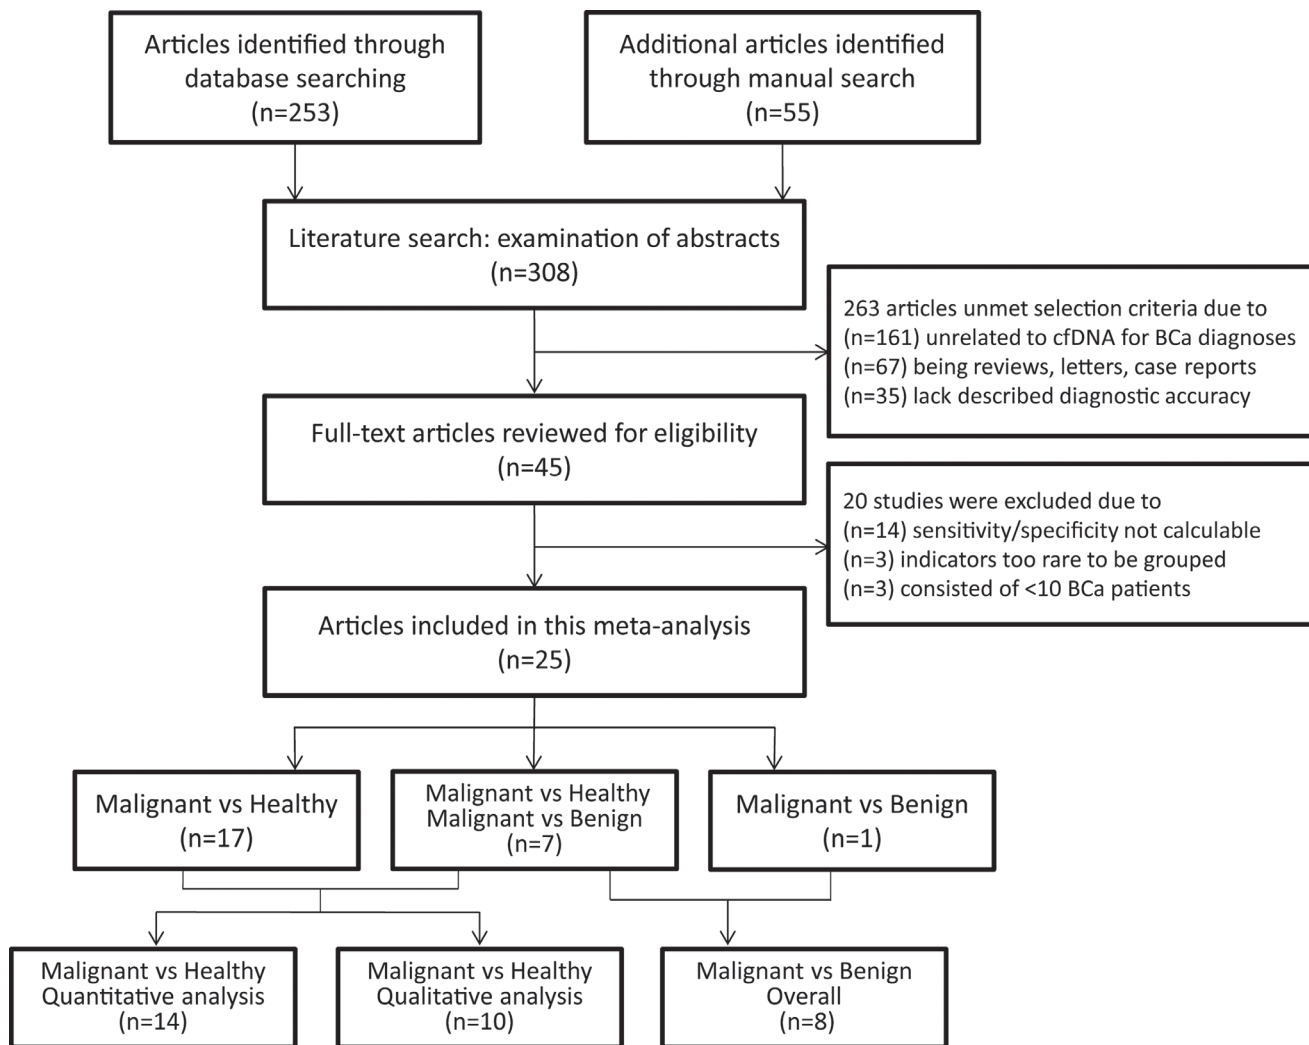 Articles identified through
database searching
(n=253)
Additional articles identified
through manual search
(n=55)
Literature search: examination of abstracts
(n=308)
263 articles unmet selection criteria due to
(n=161) unrelated to cfDNA for BCa diagnoses
(n=67) being reviews, letters, case reports
(n=35) lack described diagnostic accuracy
Full-text articles reviewed for eligibility
(n=45)
20 studies were excluded due to
(n=14) sensitivity/specificity not calculable
(n=3) indicators too rare to be grouped
(n=3) consisted of <10 BCa patients
Articles included in this meta-analysis
(n=25)
Malignant vs Healthy
(n=17)
Malignant vs Healthy
Malignant vs Benign
(n=7)
Malignant vs Benign
(n=1)
Malignant vs Healthy
Quantitative analysis
(n=14)
Malignant vs Healthy
Qualitative analysis
(n=10)
Malignant vs Benign
Overall
(n=8)